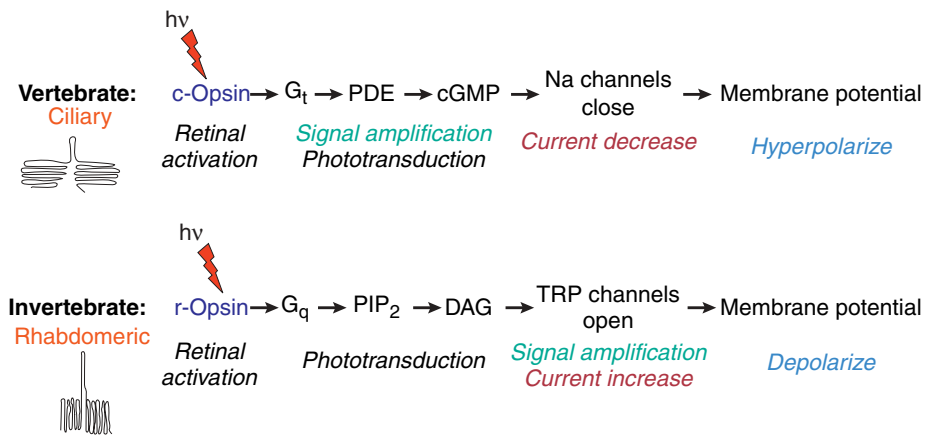 hν
Vertebrate: c-Opsin → Gt → PDE → cGMP → Na channels close → Membrane potential
Ciliary
Retinal activation
Signal amplification
Phototransduction
Current decrease
Hyperpolarize
hν
Invertebrate: r-Opsin → Gq → PIP2 → DAG → TRP channels open → Membrane potential
Rhabdomeric
Retinal activation
Phototransduction
Signal amplification
Current increase
Depolarize